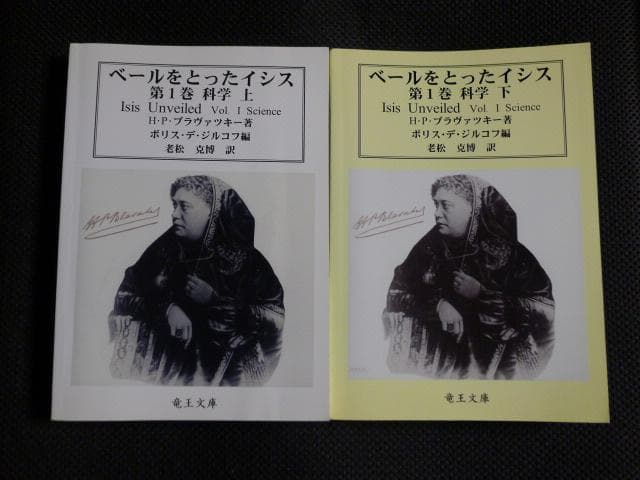 ベールをとったイシス
第1巻 科学 上
Isis Unveiled Vol. I Science
H・P・ブラヴァツキー著
ボリス・デ・ジルコフ編
老松 克博 訳
H P Blavatsky
竜王文庫
ベールをとったイシス
第1巻 科学 下
Isis Unveiled Vol. I Science
H・P・ブラヴァツキー著
ボリス・デ・ジルコフ編
老松 克博 訳
H P Blavatsky
竜王文庫